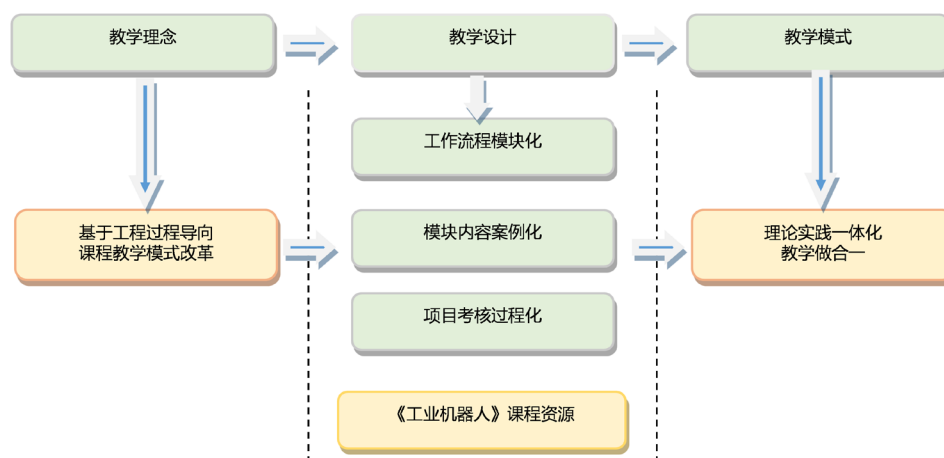 教学理念
教学设计
教学模式
工作流程模块化
基于工程过程导向
课程教学模式改革
模块内容案例化
理论实践一体化
教学做合一
项目考核过程化
《工业机器人》课程资源